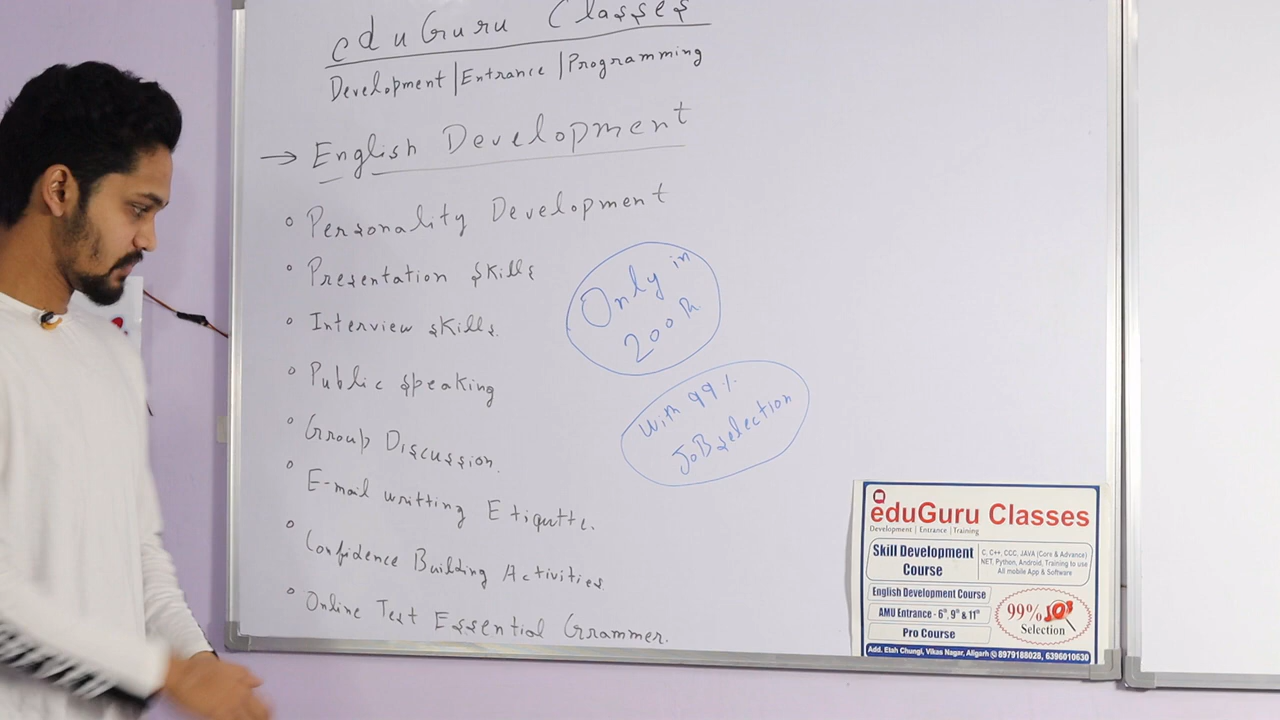 eduGuru Classes
Development | Entrance | Programming
→ English Development
• Personality Development
• Presentation Skills
• Interview skills.
• Public Speaking
• Group Discussion.
• E-mail writting Etiqutte.
• Confidence Building Activities.
• Online Test Essential Grammer.
Only in
200 Rs
With 99%
JoB selection
eduGuru Classes
Development | Entrance | Training
Skill Development
Course
C, C++, CCC, JAVA (Core & Advance)
NET, Python, Android, Training to use
All mobile App & Software
English Development Course
AMU Entrance - 6th, 9th & 11th
Pro Course
99% JOB
Selection
Add. Etah Chungi, Vikas Nagar, Aligarh 8979188028, 6396010630